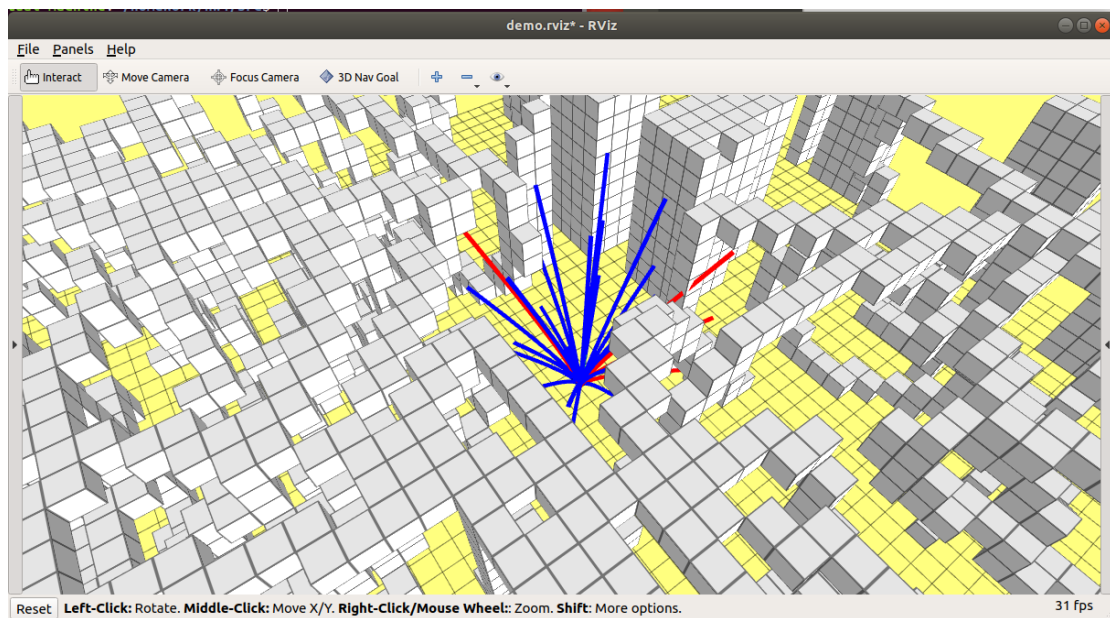 demo.rviz* - RViz
File Panels Help
Interact Move Camera Focus Camera 3D Nav Goal
Reset Left-Click: Rotate. Middle-Click: Move X/Y. Right-Click/Mouse Wheel:: Zoom. Shift: More options. 31 fps